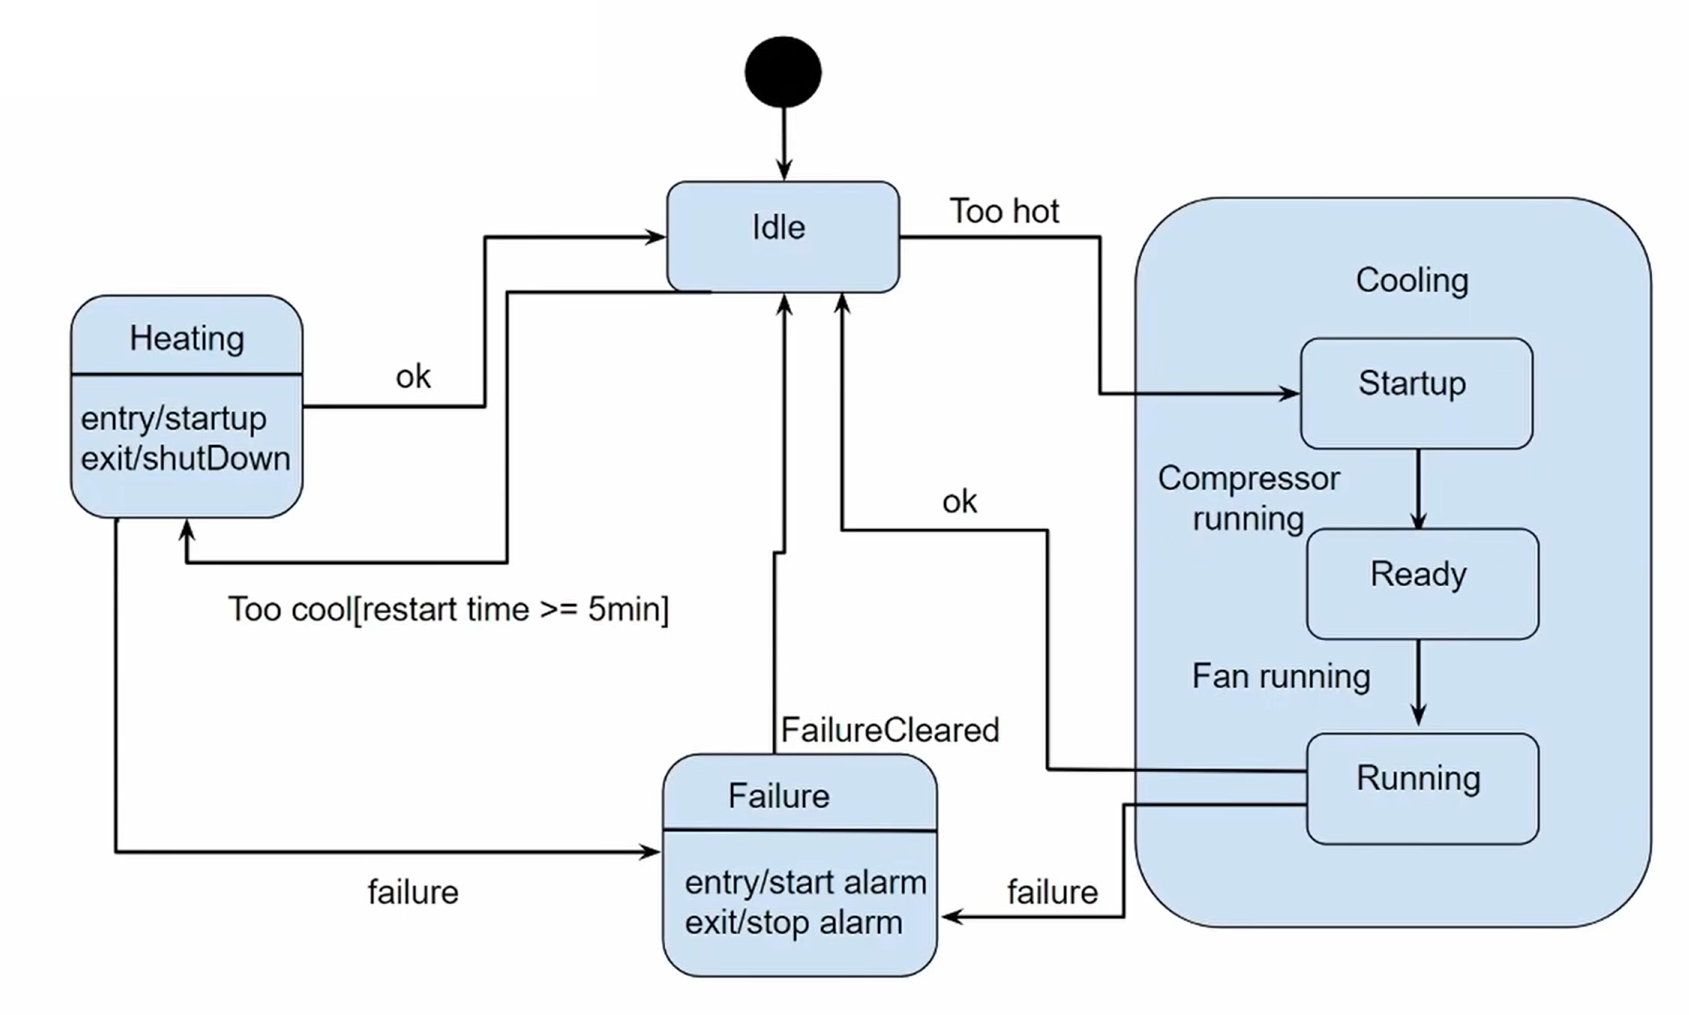 Idle
Too hot
Cooling
Heating
entry/startup
exit/shutDown
ok
Startup
Compressor
running
ok
Ready
Too cool[restart time >= 5min]
Fan running
FailureCleared
Running
Failure
entry/start alarm
exit/stop alarm
failure
failure